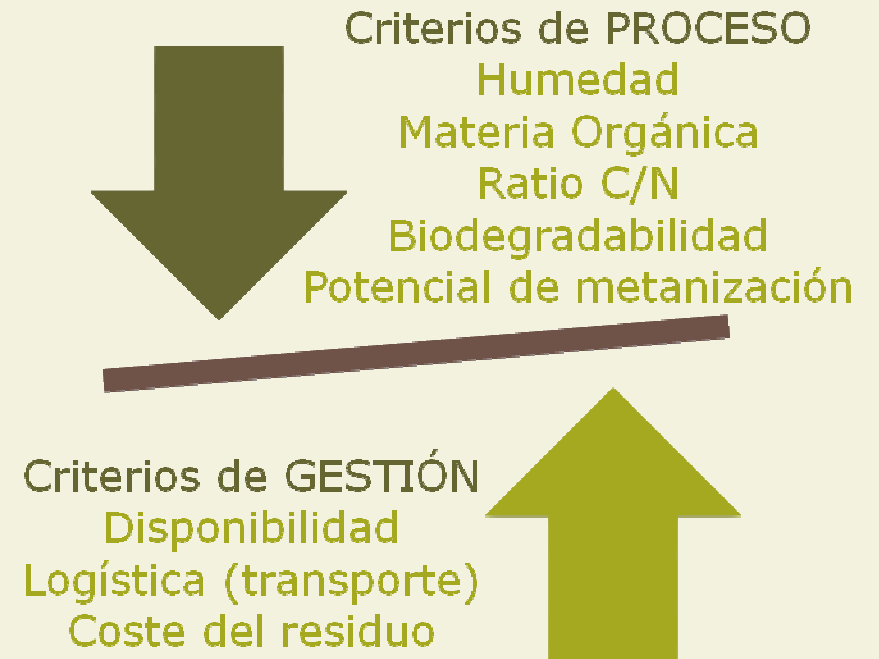 Criterios de PROCESO
Humedad
Materia Orgánica
Ratio C/N
Biodegradabilidad
Potencial de metanización
Criterios de GESTIÓN
Disponibilidad
Logística (transporte)
Coste del residuo